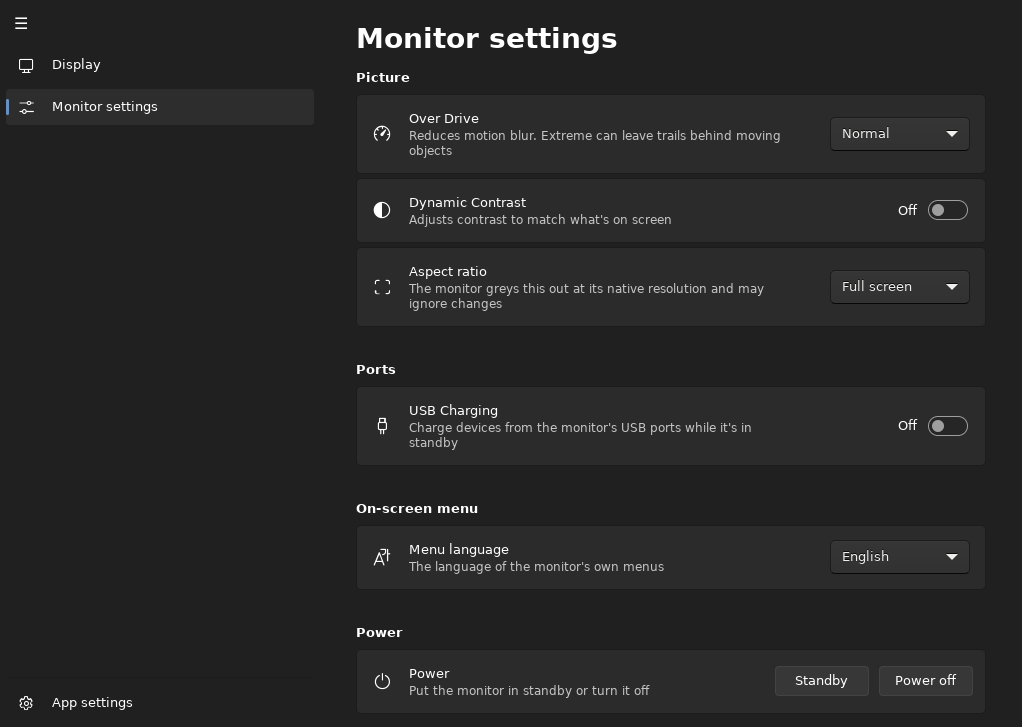 Display
Monitor settings
App settings
Monitor settings
Picture
Over Drive
Reduces motion blur. Extreme can leave trails behind moving
objects
Normal
Dynamic Contrast
Adjusts contrast to match what's on screen
Off
Aspect ratio
The monitor greys this out at its native resolution and may
ignore changes
Full screen
Ports
USB Charging
Charge devices from the monitor's USB ports while it's in
standby
Off
On-screen menu
Menu language
The language of the monitor's own menus
English
Power
Power
Put the monitor in standby or turn it off
Standby
Power off